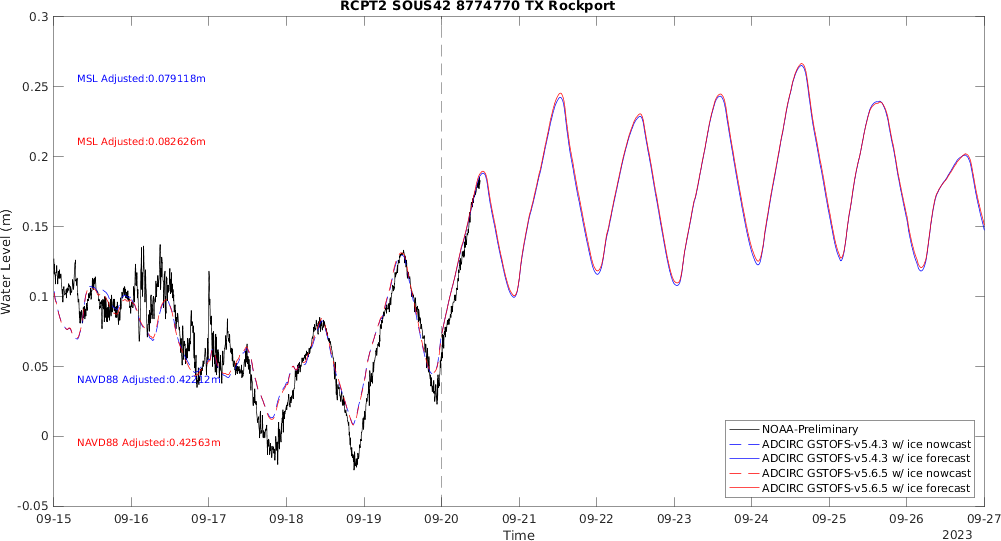 RCPT2 SOUS42 8774770 TX Rockport
0.3
0.25
0.2
0.15
0.1
0.05
0
-0.05
Water Level (m)
MSL Adjusted:0.079118m
MSL Adjusted:0.082626m
NAVD88 Adjusted:0.42212m
NAVD88 Adjusted:0.42563m
NOAA-Preliminary
ADCIRC GSTOFS-v5.4.3 w/ ice nowcast
ADCIRC GSTOFS-v5.4.3 w/ ice forecast
ADCIRC GSTOFS-v5.6.5 w/ ice nowcast
ADCIRC GSTOFS-v5.6.5 w/ ice forecast
09-15 09-16 09-17 09-18 09-19 09-20 09-21 09-22 09-23 09-24 09-25 09-26 09-27
Time
2023